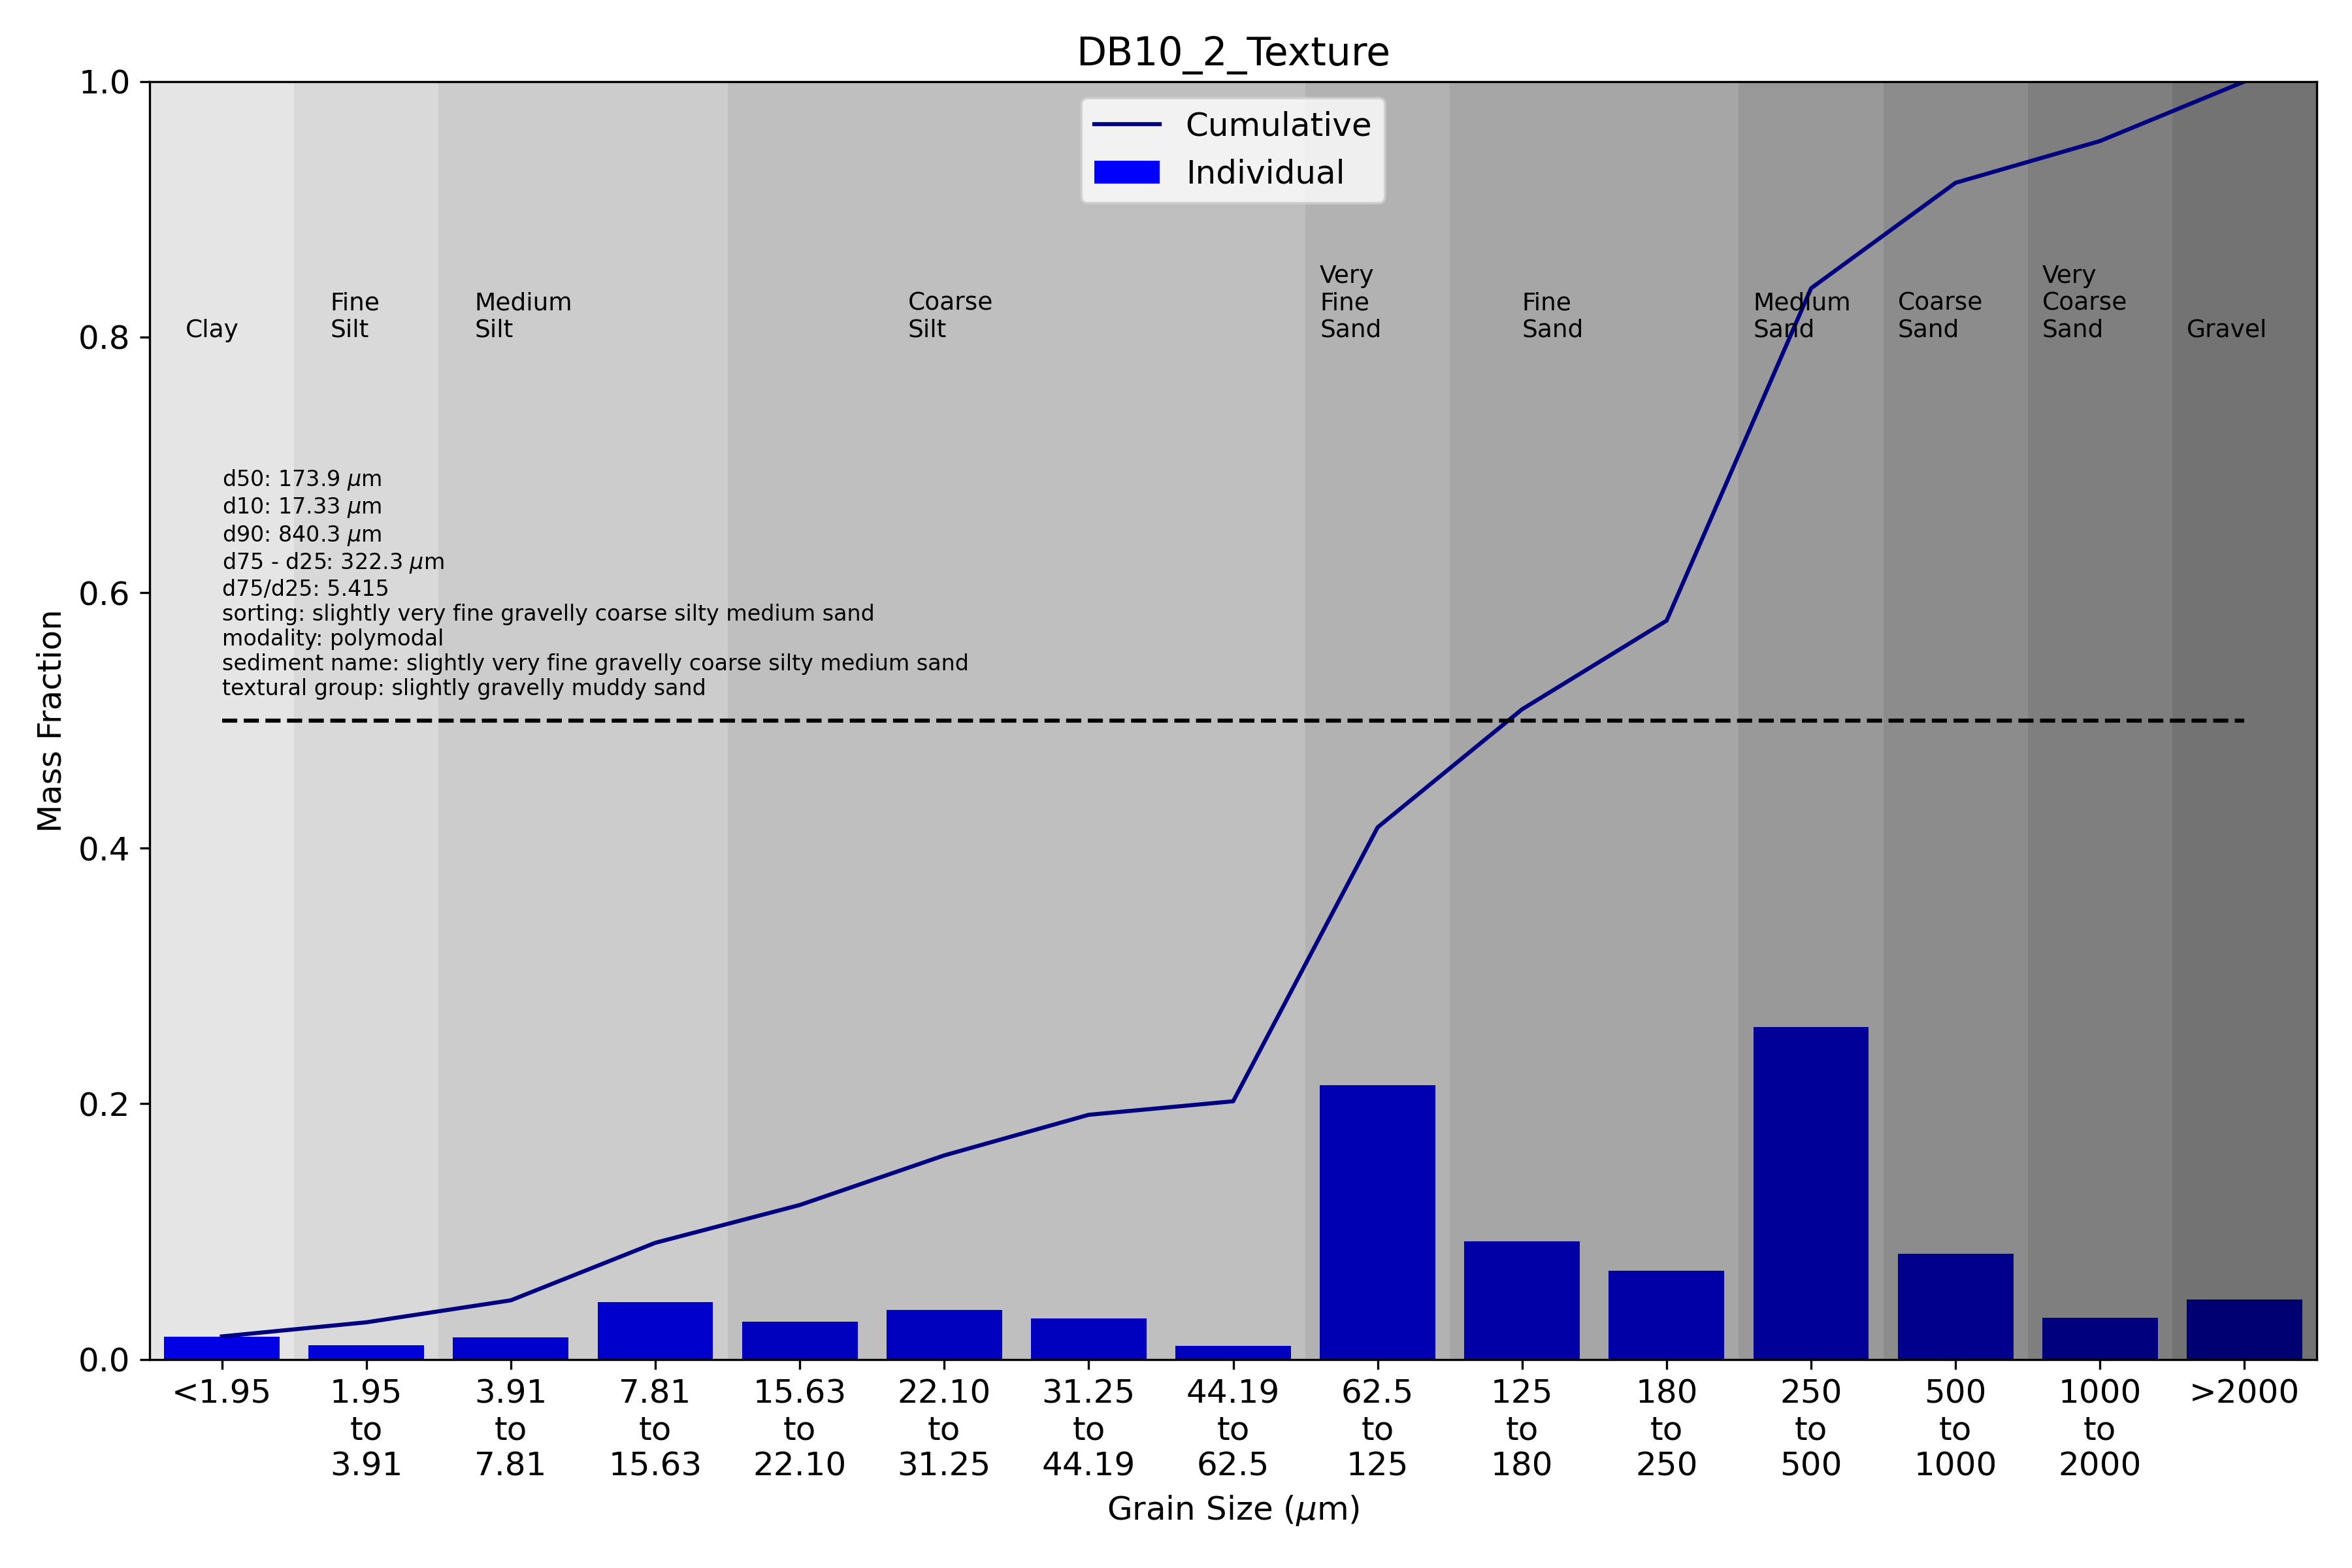 DB10_2_Texture
Cumulative
Individual
1.0
0.8
0.6
0.4
0.2
0.0
Mass Fraction
Clay
Fine
Silt
Medium
Silt
Coarse
Silt
Very
Fine
Sand
Fine
Sand
Medium
Sand
Coarse
Sand
Very
Coarse
Sand
Gravel
d50: 173.9 μm
d10: 17.33 μm
d90: 840.3 μm
d75 - d25: 322.3 μm
d75/d25: 5.415
sorting: slightly very fine gravelly coarse silty medium sand
modality: polymodal
sediment name: slightly very fine gravelly coarse silty medium sand
textural group: slightly gravelly muddy sand
<1.95
1.95
to
3.91
3.91
to
7.81
7.81
to
15.63
15.63
to
22.10
22.10
to
31.25
31.25
to
44.19
44.19
to
62.5
62.5
to
125
125
to
180
180
to
250
250
to
500
500
to
1000
1000
to
2000
>2000
Grain Size (μm)